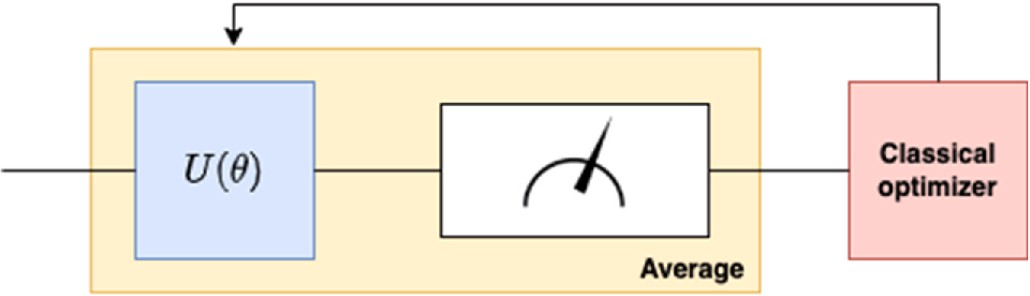 U(θ)
Classical
optimizer
Average